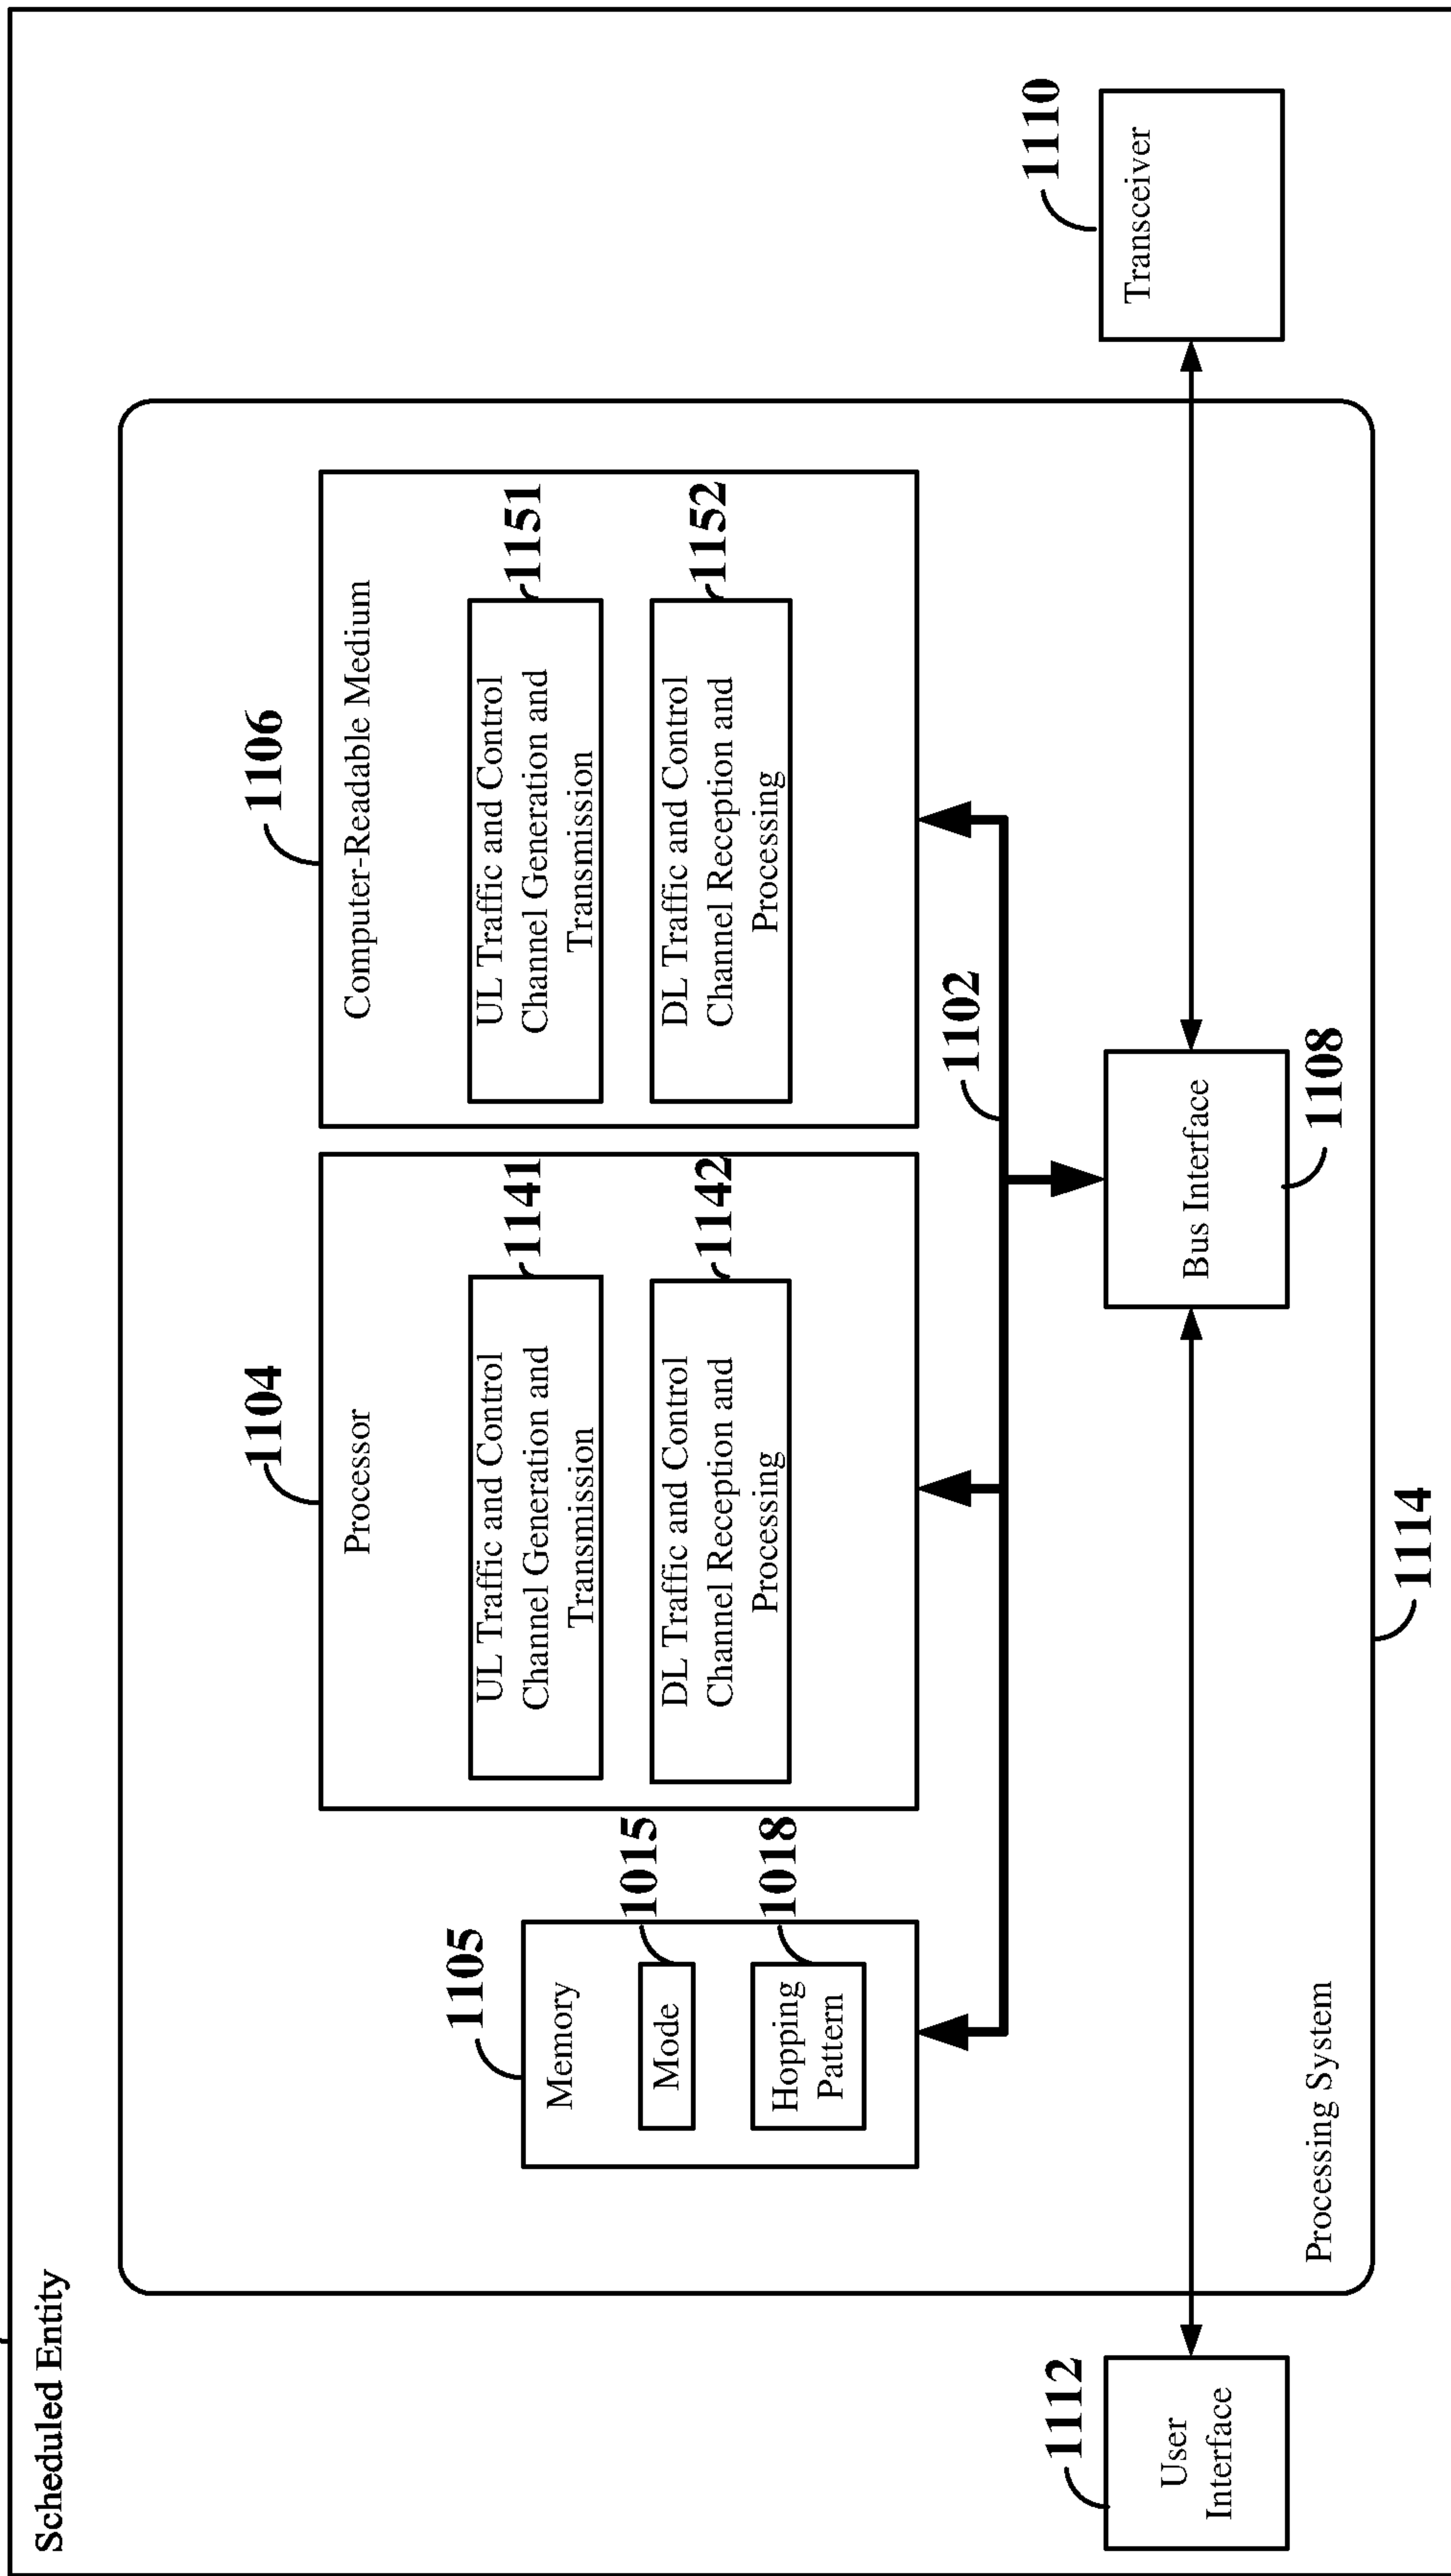 Scheduled Entity
1104
1106
Processor
Computer-Readable Medium
1105
Memory
1141
UL Traffic and Control
Channel Generation and
Transmission
1151
UL Traffic and Control
Channel Generation and
Transmission
1015
Mode
1142
DL Traffic and Control
Channel Reception and
Processing
1152
DL Traffic and Control
Channel Reception and
Processing
1018
Hopping
Pattern
1102
1112
User
Interface
Bus Interface
1108
1110
Transceiver
Processing System
1114